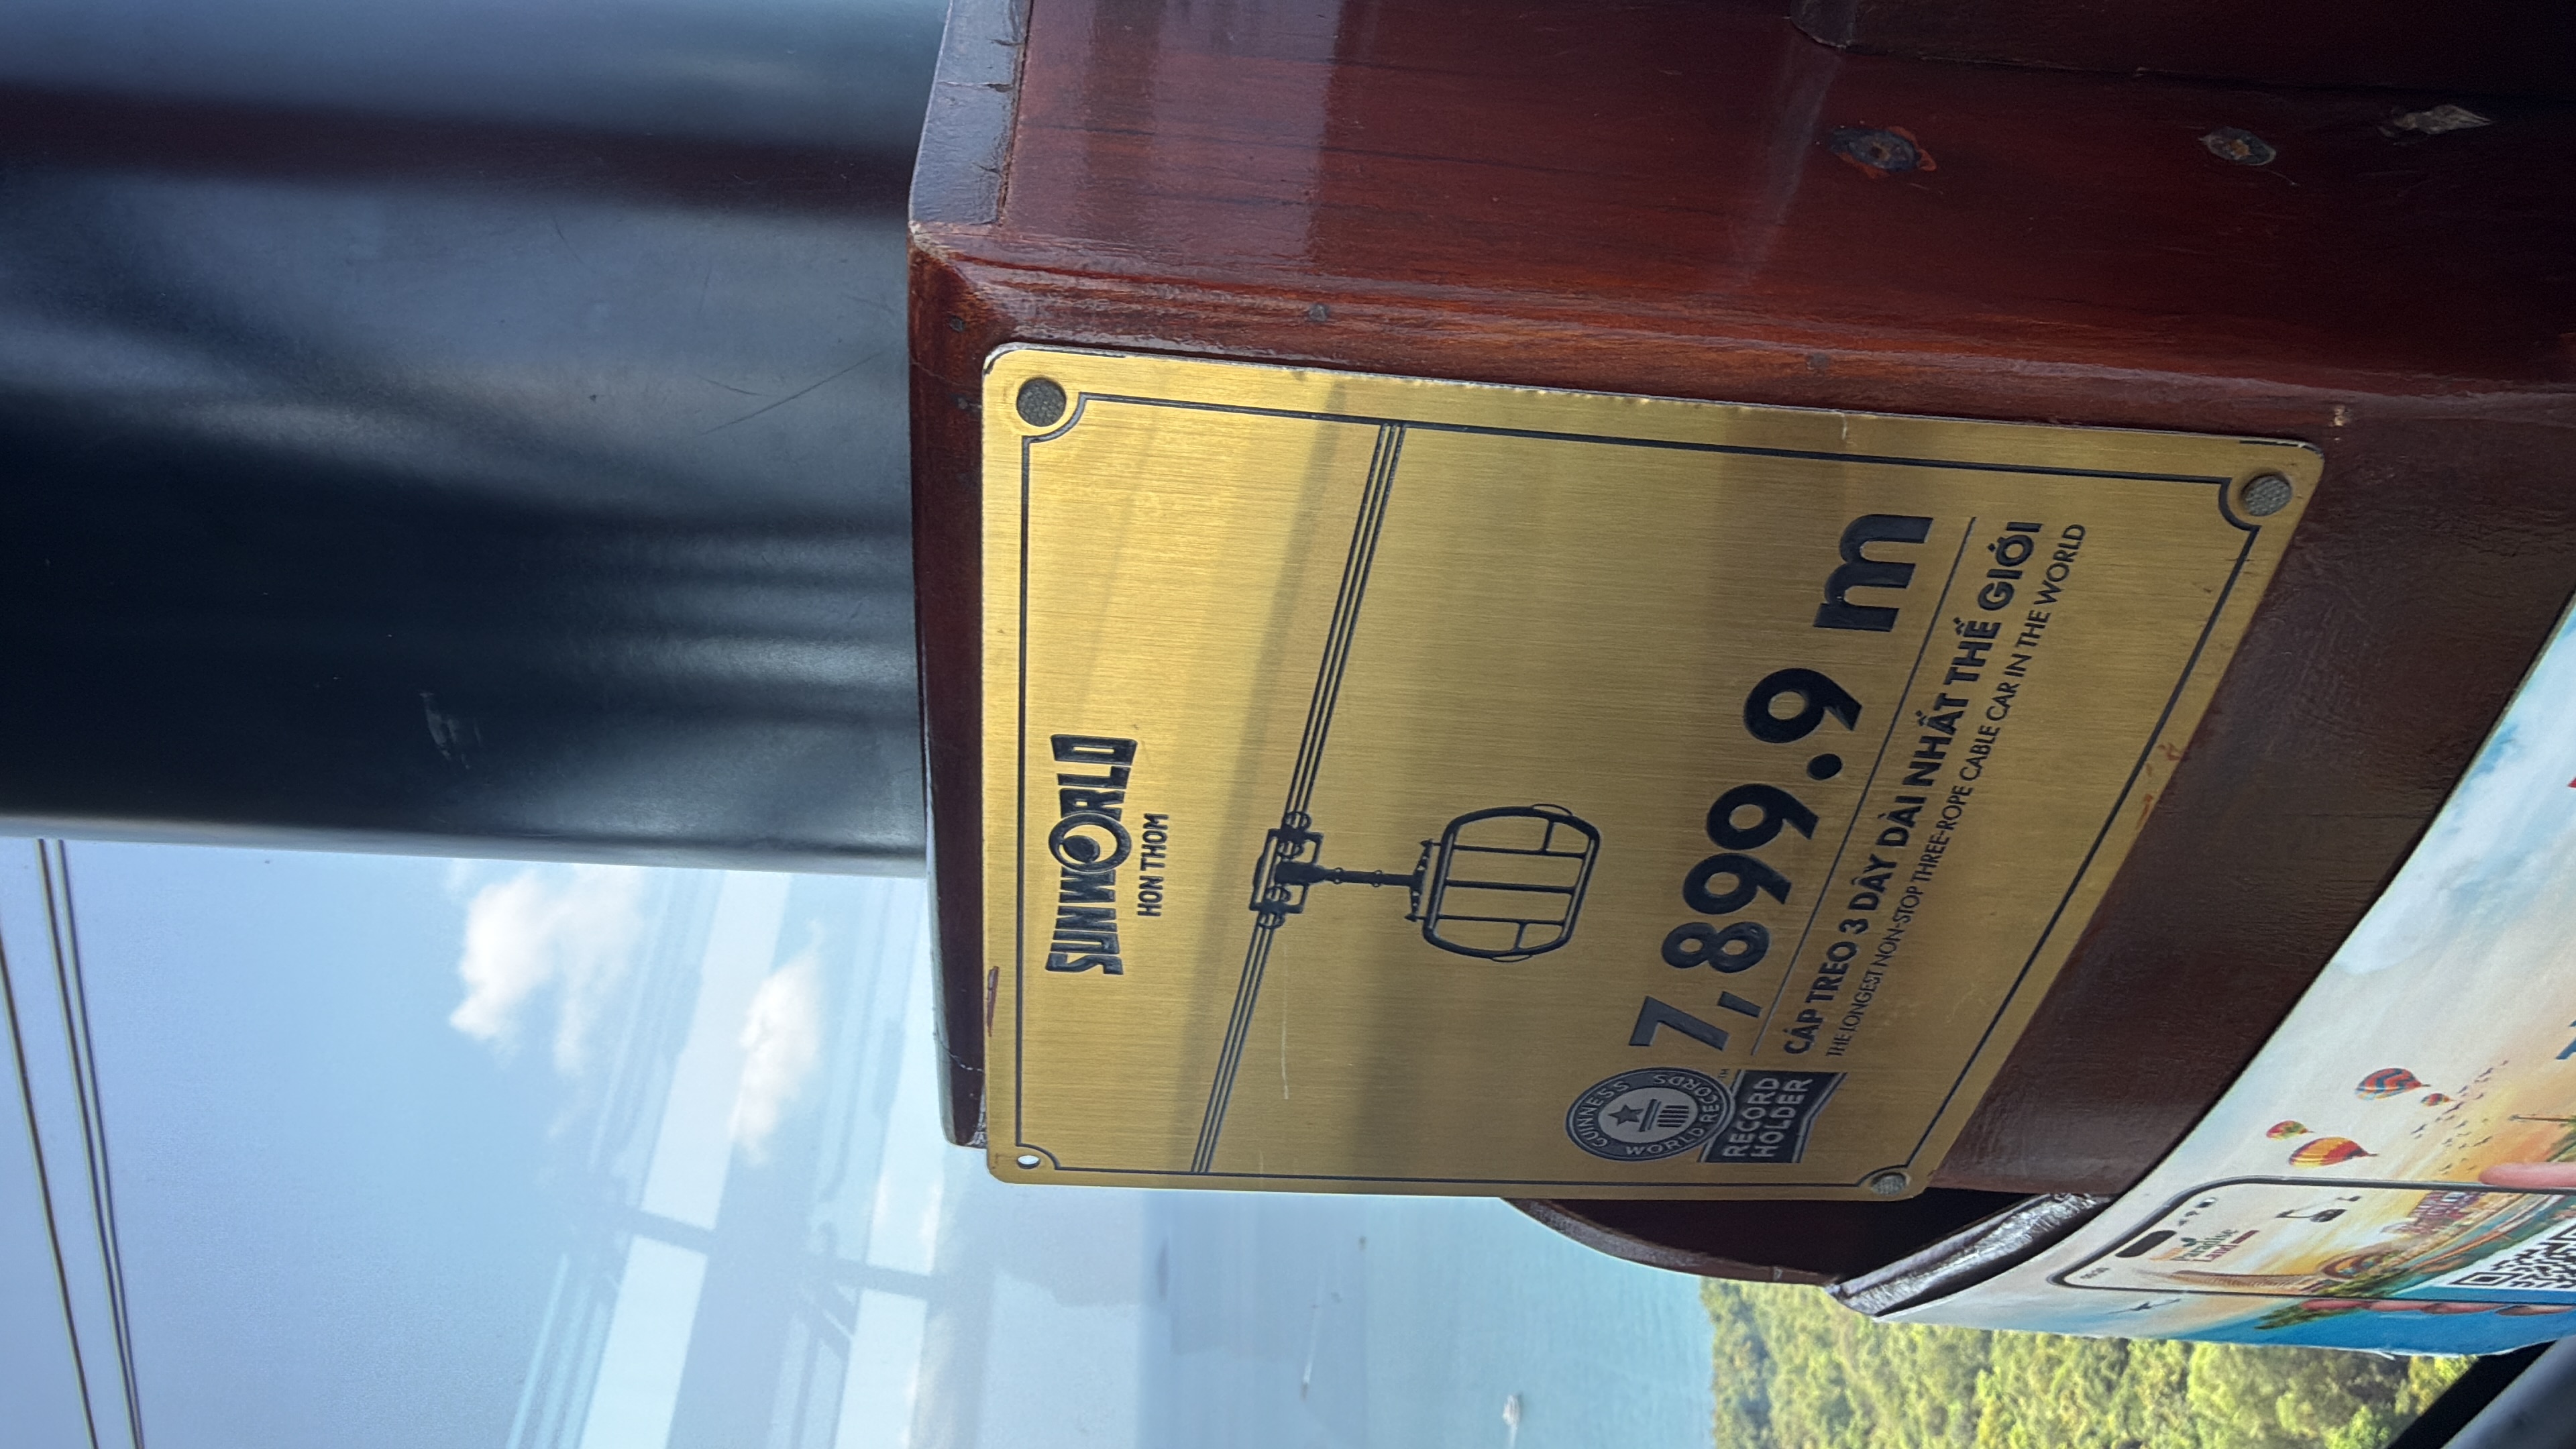 SUNWORLD
HON THOM
GUINNESS WORLD RECORDS
TM
RECORD
HOLDER
7,899.9 m
CÁP TREO 3 DÂY DÀI NHẤT THẾ GIỚI
THE LONGEST NON-STOP THREE-ROPE CABLE CAR IN THE WORLD